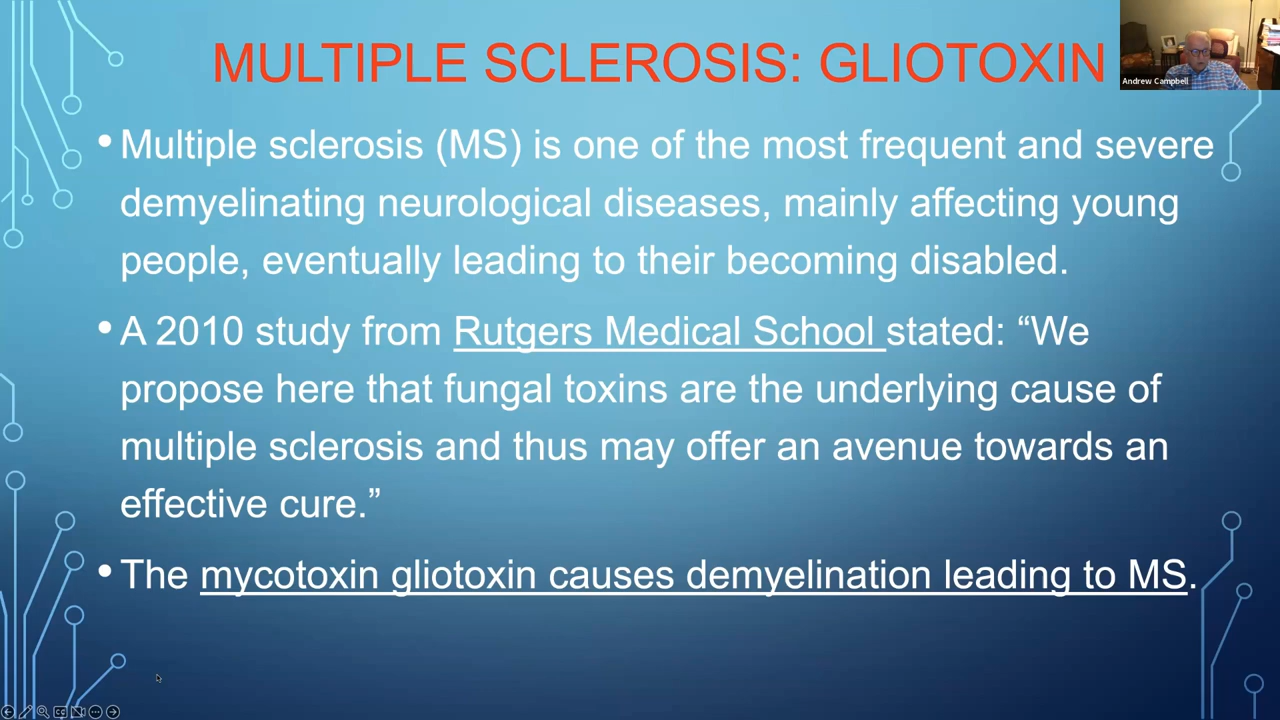 MULTIPLE SCLEROSIS: GLIOTOXIN
Andrew Campbell
• Multiple sclerosis (MS) is one of the most frequent and severe
demyelinating neurological diseases, mainly affecting young
people, eventually leading to their becoming disabled.
• A 2010 study from Rutgers Medical School stated: “We
propose here that fungal toxins are the underlying cause of
multiple sclerosis and thus may offer an avenue towards an
effective cure.”
• The mycotoxin gliotoxin causes demyelination leading to MS.